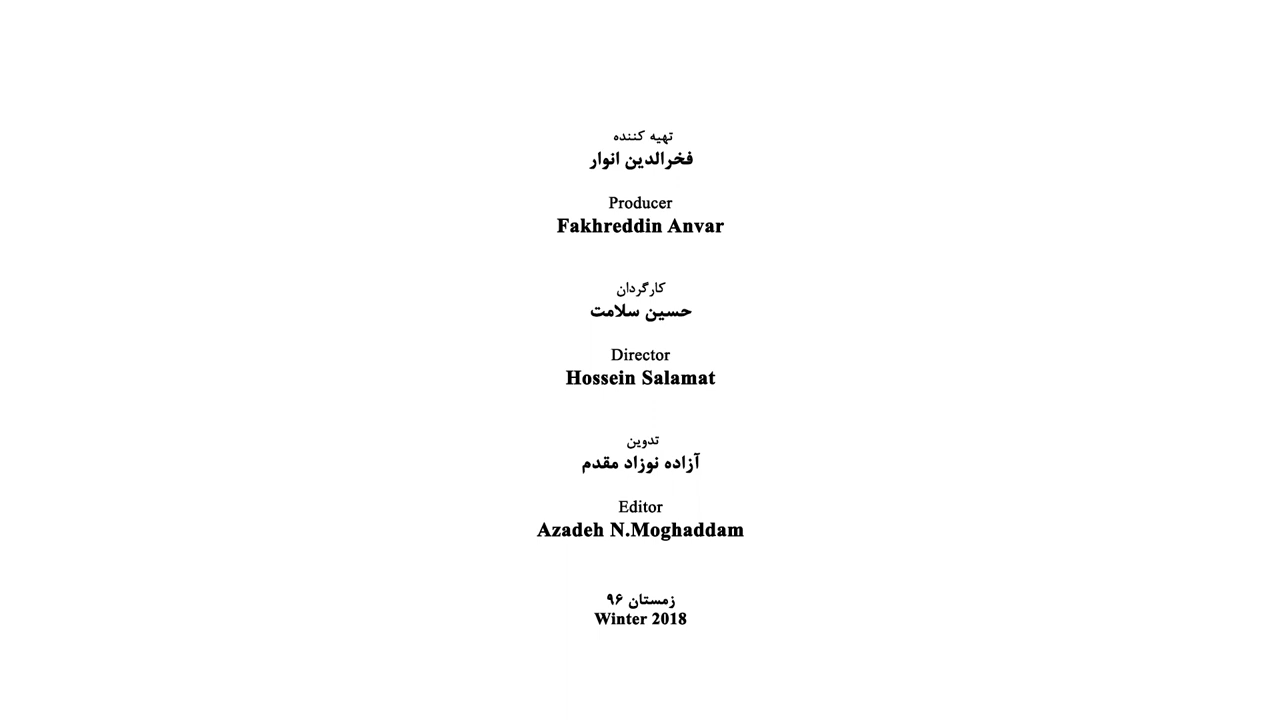 تهیه کننده
فخرالدین انوار
Producer
Fakhreddin Anvar
کارگردان
حسین سلامت
Director
Hossein Salamat
تدوین
آزاده نوزاد مقدم
Editor
Azadeh N.Moghaddam
زمستان ۹۶
Winter 2018